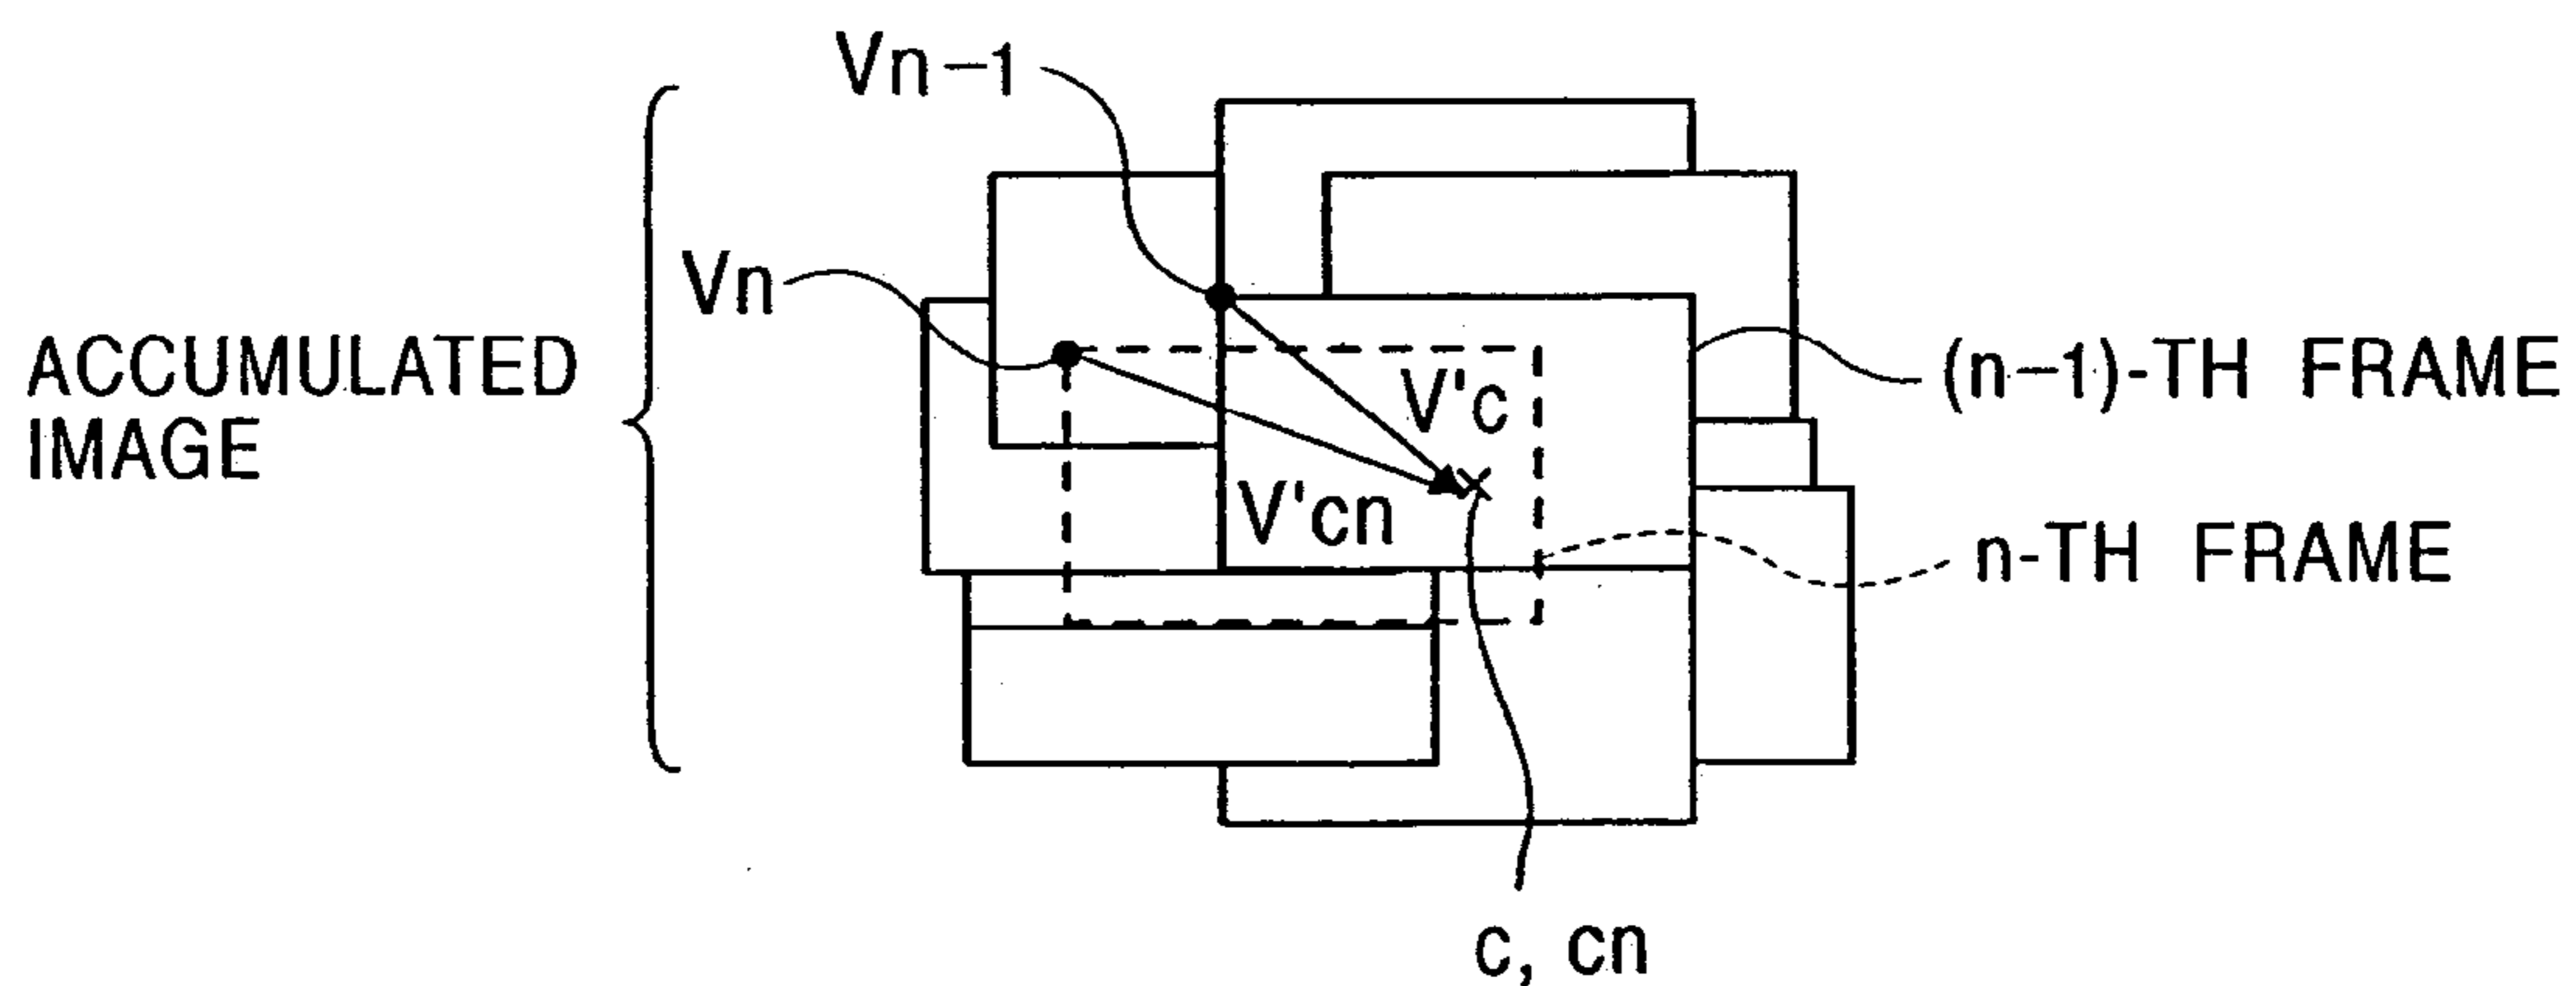 Vn−1
Vn
ACCUMULATED
IMAGE
V'c
V'cn
(n−1)-TH FRAME
n-TH FRAME
c, cn